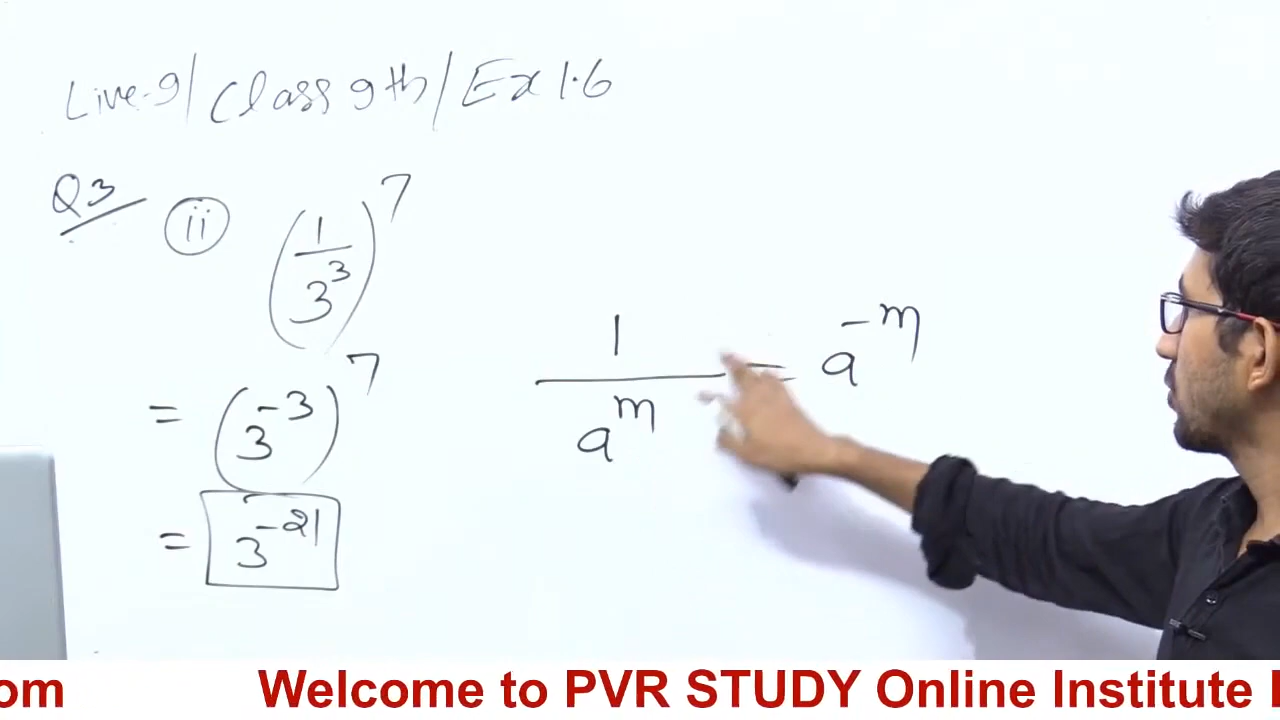 Live-9/ Class 9th/ Ex 1.6
Q3 (ii) (1/3^3)^7
= (3^-3)^7
= 3^-21
1/a^m = a^-m
om Welcome to PVR STUDY Online Institute